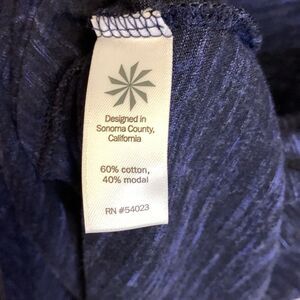 Designed in
Sonoma County,
California
60% cotton,
40% modal
RN #54023